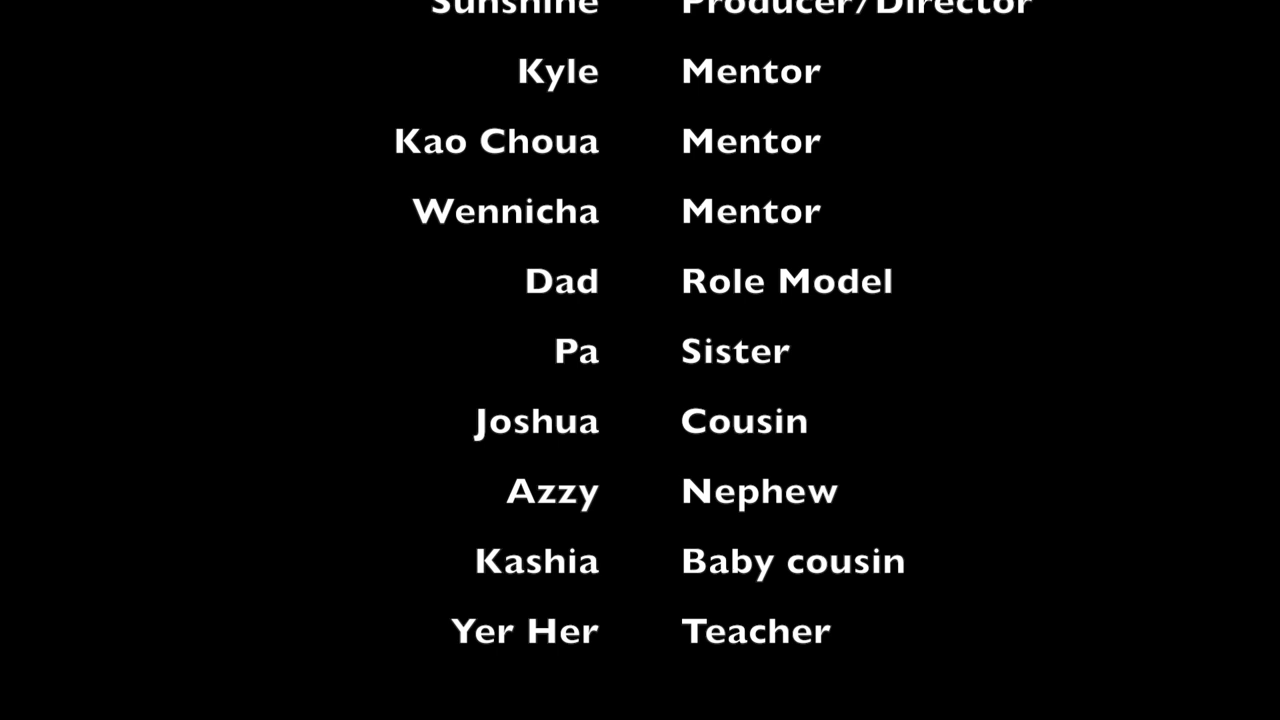 Sunshine Producer/Director
Kyle Mentor
Kao Choua Mentor
Wennicha Mentor
Dad Role Model
Pa Sister
Joshua Cousin
Azzy Nephew
Kashia Baby cousin
Yer Her Teacher